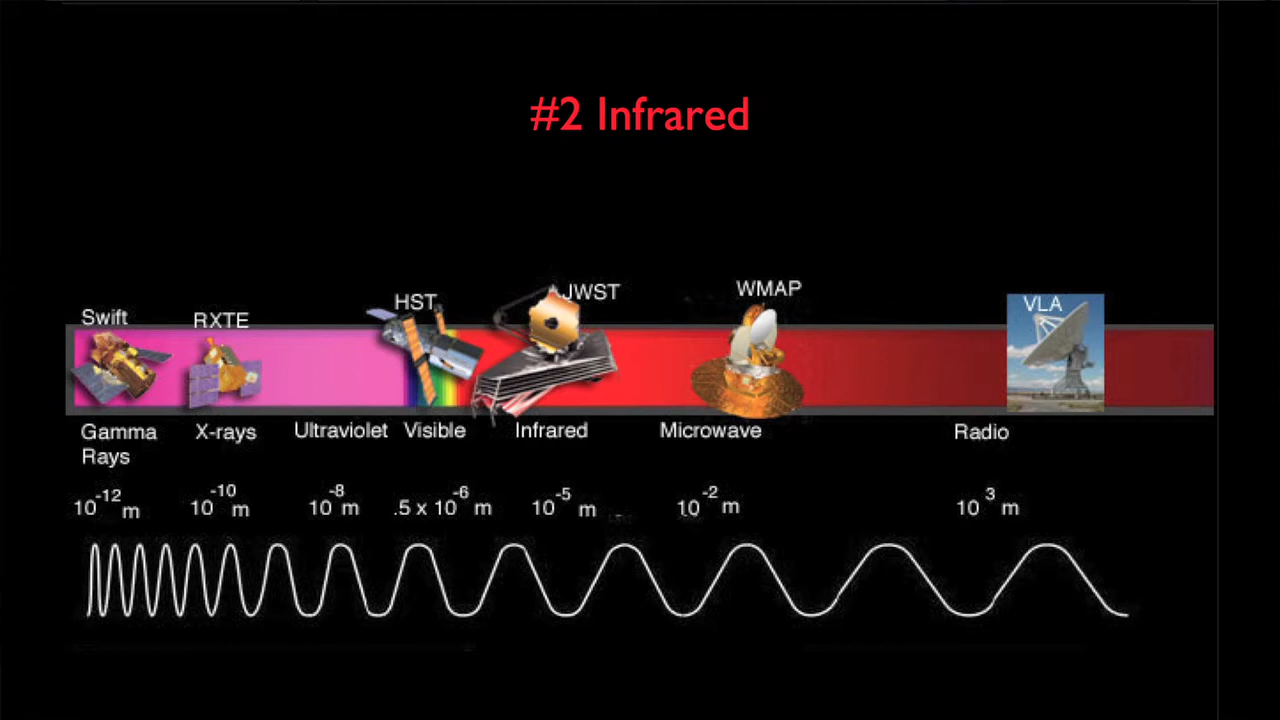 #2 Infrared
Swift
RXTE
HST
JWST
WMAP
VLA
Gamma
Rays
X-rays
Ultraviolet
Visible
Infrared
Microwave
Radio
10^-12 m
10^-10 m
10^-8 m
.5 x 10^-6 m
10^-5 m
10^-2 m
10^3 m